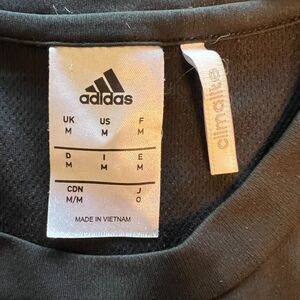 adidas
UK US F
M M M
D I E
M M M
CDN J
M/M O
MADE IN VIETNAM
climalite